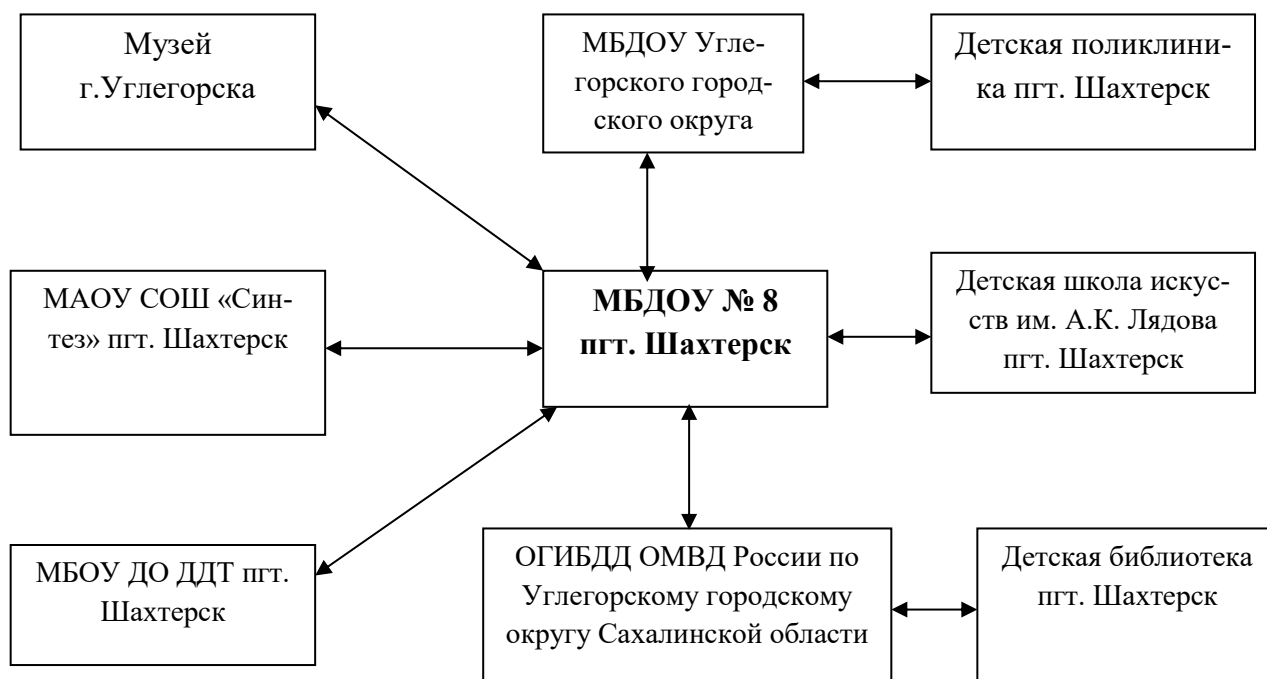 Музей
г.Углегорска
МБДОУ Угле-
горского город-
ского округа
Детская поликлини-
ка пгт. Шахтерск
МАОУ СОШ «Син-
тез» пгт. Шахтерск
МБДОУ № 8
пгт. Шахтерск
Детская школа искус-
ств им. А.К. Лядова
пгт. Шахтерск
МБОУ ДО ДДТ пгт.
Шахтерск
ОГИБДД ОМВД России по
Углегорскому городскому
округу Сахалинской области
Детская библиотека
пгт. Шахтерск